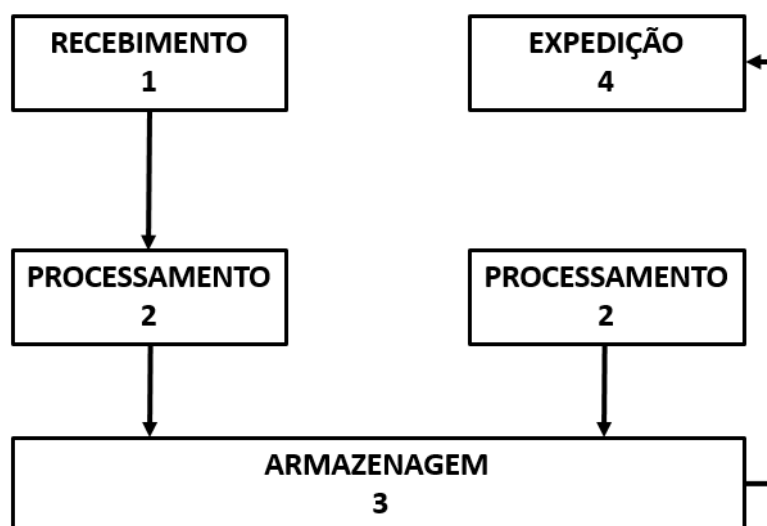 RECEBIMENTO
1
EXPEDIÇÃO
4
PROCESSAMENTO
2
PROCESSAMENTO
2
ARMAZENAGEM
3